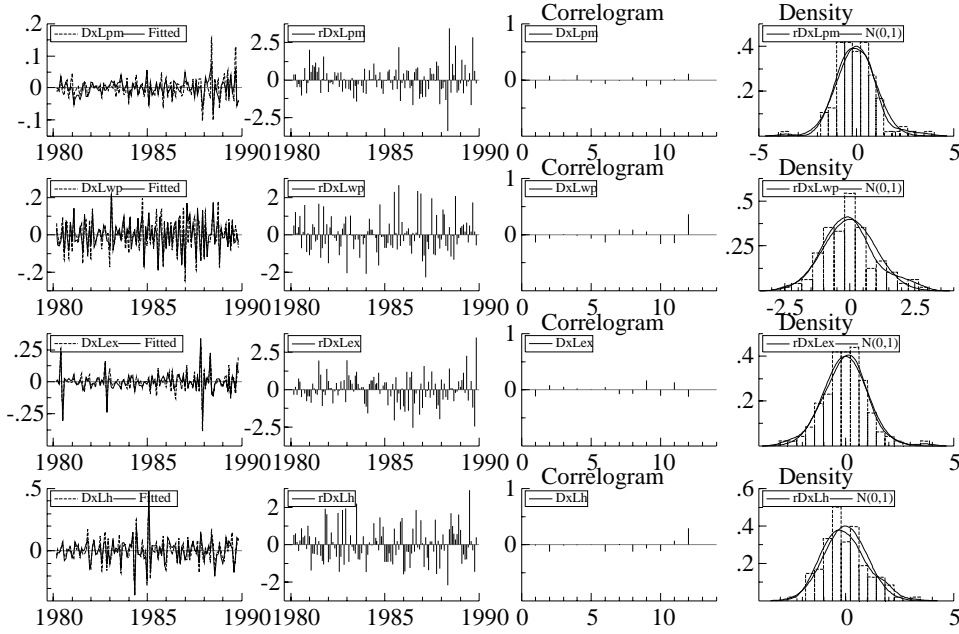 Correlogram
Density
.2
DxLpm
Fitted
.1
0
-.1
1980
1985
1990
rDxLpm
2.5
0
-2.5
1980
1985
1990
1
DxLpm
0
0
5
10
.4
rDxLpm
N(0,1)
.2
-5
0
5
Correlogram
Density
.2
DxLwp
Fitted
0
-.2
1980
1985
1990
2
rDxLwp
0
-2
1980
1985
1990
1
DxLwp
0
0
5
10
.5
rDxLwp
N(0,1)
.25
-2.5
0
2.5
Correlogram
Density
.25
DxLex
Fitted
0
-.25
1980
1985
1990
2.5
rDxLex
0
-2.5
1980
1985
1990
1
DxLex
0
0
5
10
.4
rDxLex
N(0,1)
.2
0
5
Correlogram
Density
.5
DxLh
Fitted
0
1980
1985
1990
2
rDxLh
0
-2
1980
1985
1990
1
DxLh
0
0
5
10
.6
rDxLh
N(0,1)
.4
.2
0
5